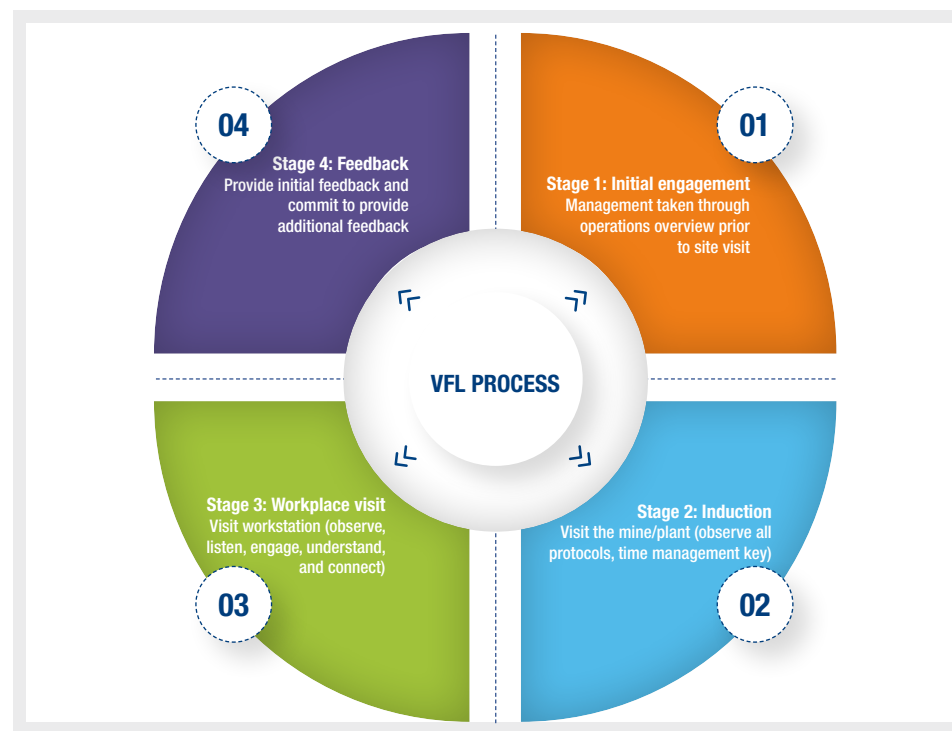 01
Stage 1: Initial engagement
Management taken through
operations overview prior
to site visit
02
Stage 2: Induction
Visit the mine/plant (observe all
protocols, time management key)
03
Stage 3: Workplace visit
Visit workstation (observe,
listen, engage, understand,
and connect)
04
Stage 4: Feedback
Provide initial feedback and
commit to provide
additional feedback
VFL PROCESS